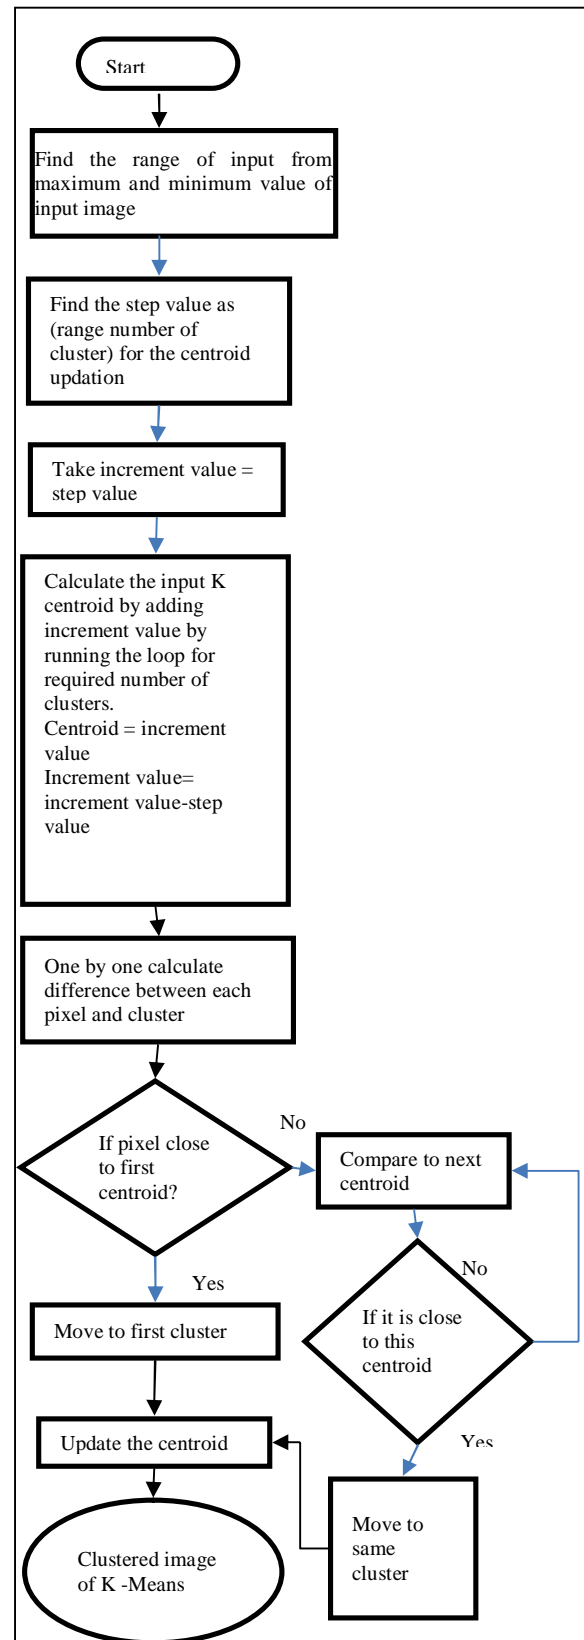 Start
Find the range of input from
maximum and minimum value of
input image
Find the step value as
(range number of
cluster) for the centroid
updation
Take increment value =
step value
Calculate the input K
centroid by adding
increment value by
running the loop for
required number of
clusters.
Centroid = increment
value
Increment value=
increment value-step
value
One by one calculate
difference between each
pixel and cluster
If pixel close
to first
centroid?
No
Compare to next
centroid
Yes
No
If it is close
to this
centroid
Move to first cluster
Update the centroid
Yes
Move to
same
cluster
Clustered image
of K -Means